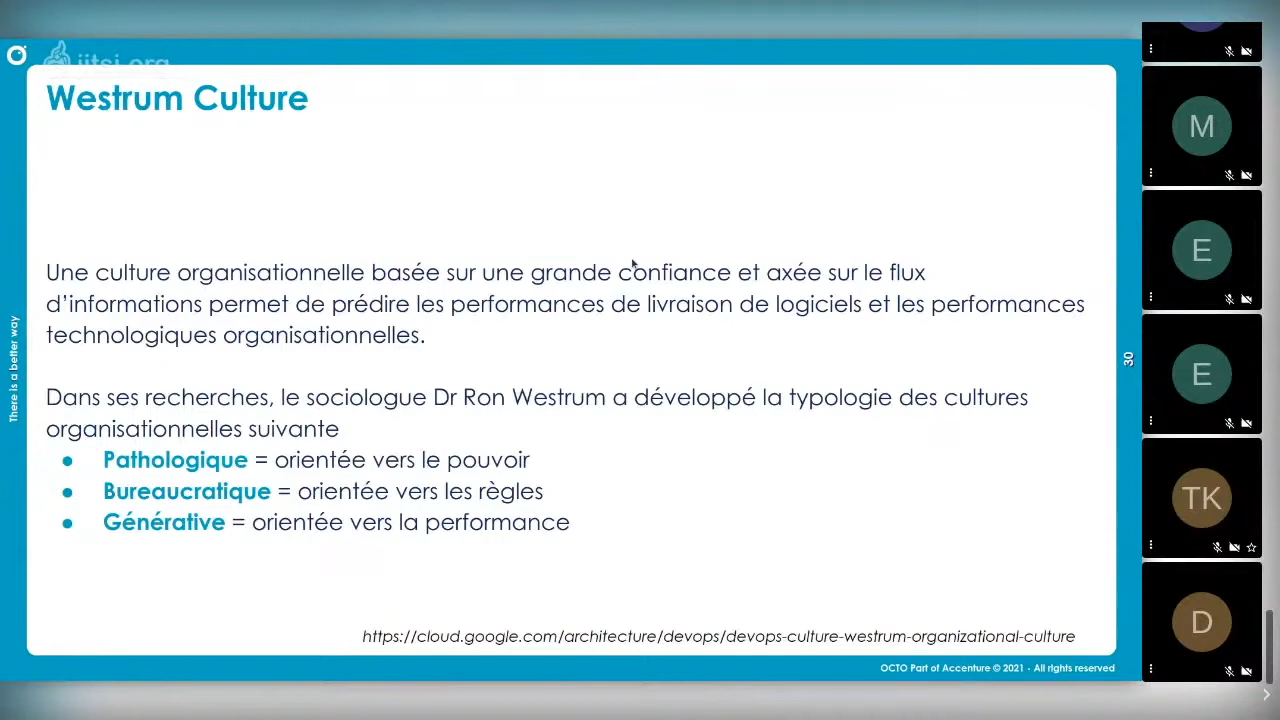 jitsi.org
Westrum Culture
Une culture organisationnelle basée sur une grande confiance et axée sur le flux
d'informations permet de prédire les performances de livraison de logiciels et les performances
technologiques organisationnelles.
Dans ses recherches, le sociologue Dr Ron Westrum a développé la typologie des cultures
organisationnelles suivante
● Pathologique = orientée vers le pouvoir
● Bureaucratique = orientée vers les règles
● Générative = orientée vers la performance
https://cloud.google.com/architecture/devops/devops-culture-westrum-organizational-culture
OCTO Part of Accenture © 2021 - All rights reserved
There is a better way
30
M
E
E
TK
D